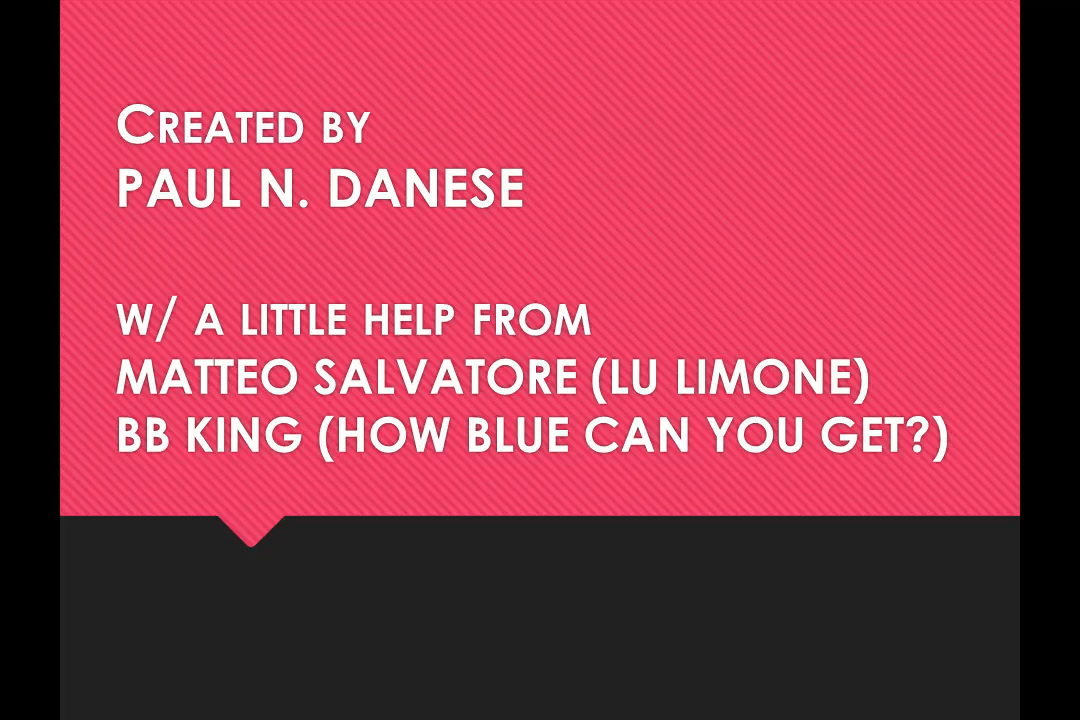 CREATED BY
PAUL N. DANESE
W/ A LITTLE HELP FROM
MATTEO SALVATORE (LU LIMONE)
BB KING (HOW BLUE CAN YOU GET?)